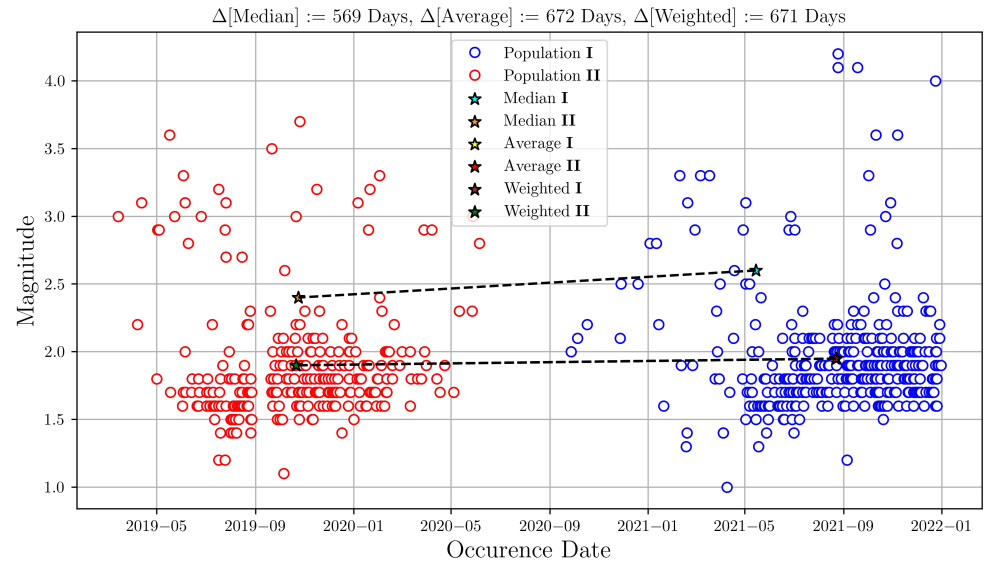 Δ[Median] := 569 Days, Δ[Average] := 672 Days, Δ[Weighted] := 671 Days
Population I
Population II
Median I
Median II
Average I
Average II
Weighted I
Weighted II
4.0
3.5
3.0
2.5
2.0
1.5
1.0
Magnitude
2019−05
2019−09
2020−01
2020−05
2020−09
2021−01
2021−05
2021−09
2022−01
Occurence Date